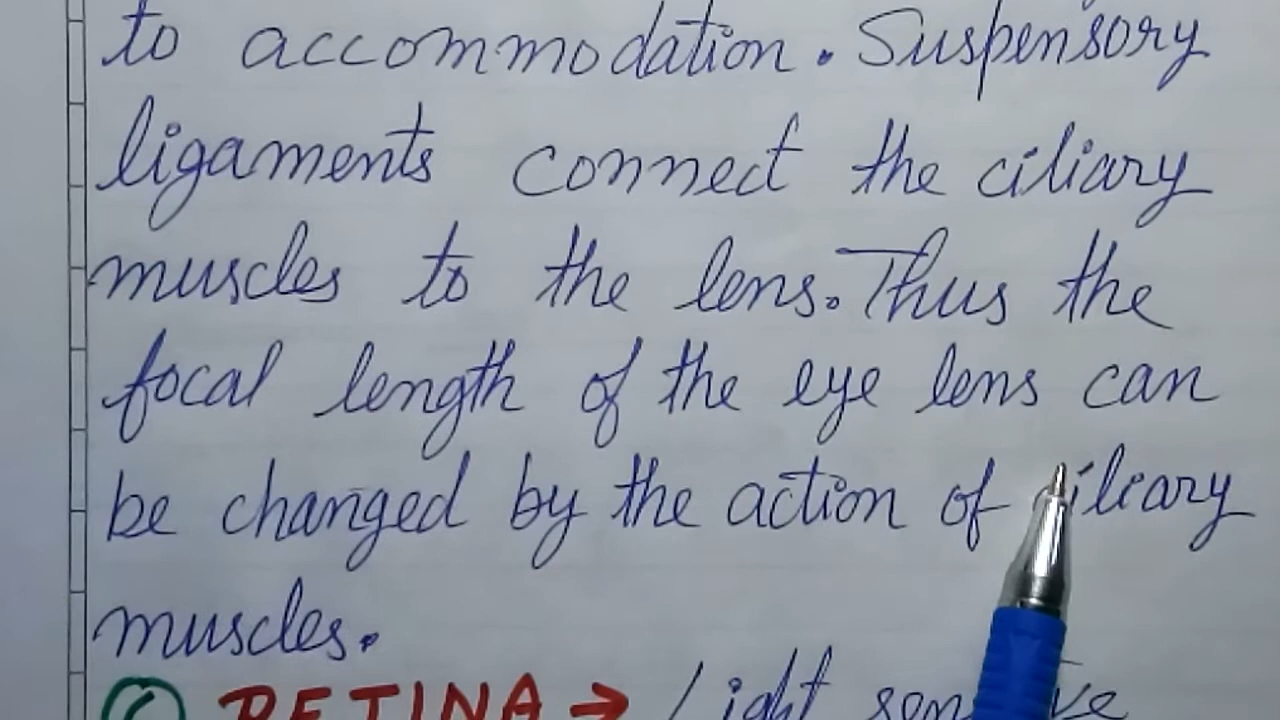 to accommodation. Suspensory
ligaments connect the ciliary
muscles to the lens. Thus the
focal length of the eye lens can
be changed by the action of ciliary
muscles.
RETINA → Light sensitive